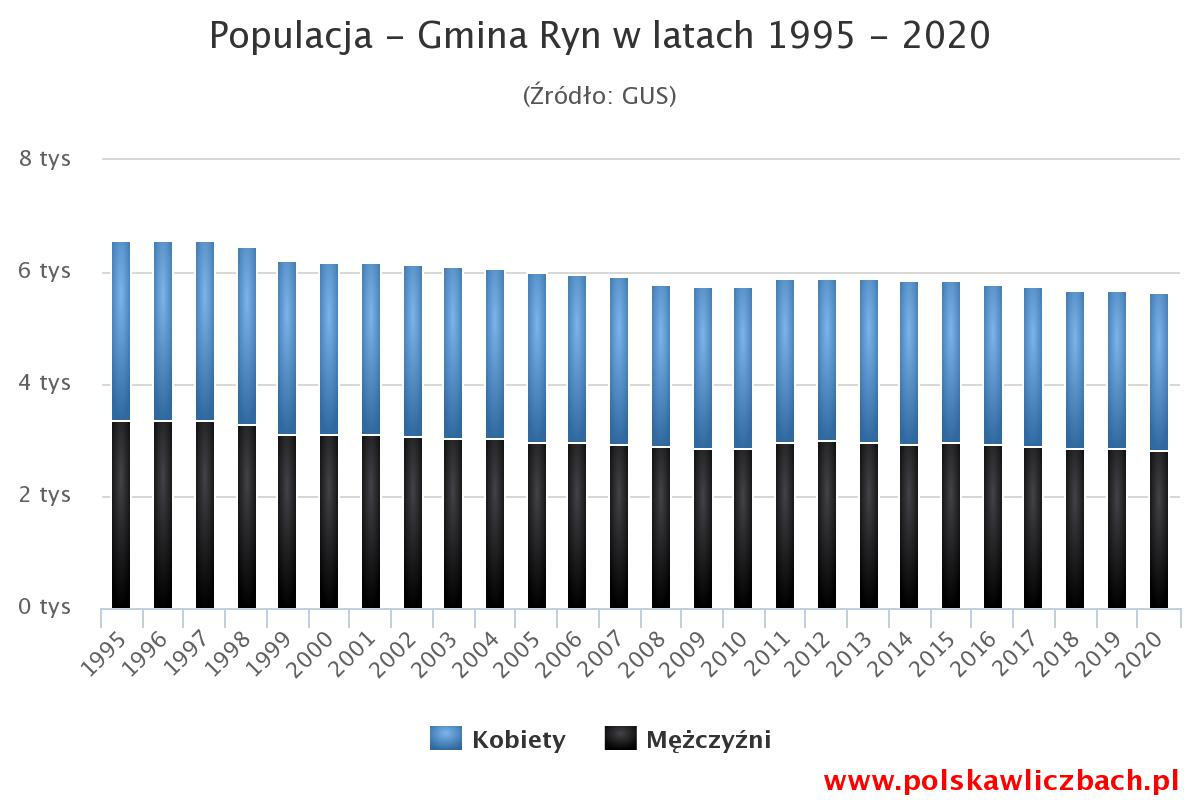 Populacja – Gmina Ryn w latach 1995 – 2020
(Źródło: GUS)
8 tys
6 tys
4 tys
2 tys
0 tys
1995
1996
1997
1998
1999
2000
2001
2002
2003
2004
2005
2006
2007
2008
2009
2010
2011
2012
2013
2014
2015
2016
2017
2018
2019
2020
Kobiety
Mężczyźni
www.polskawliczbach.pl